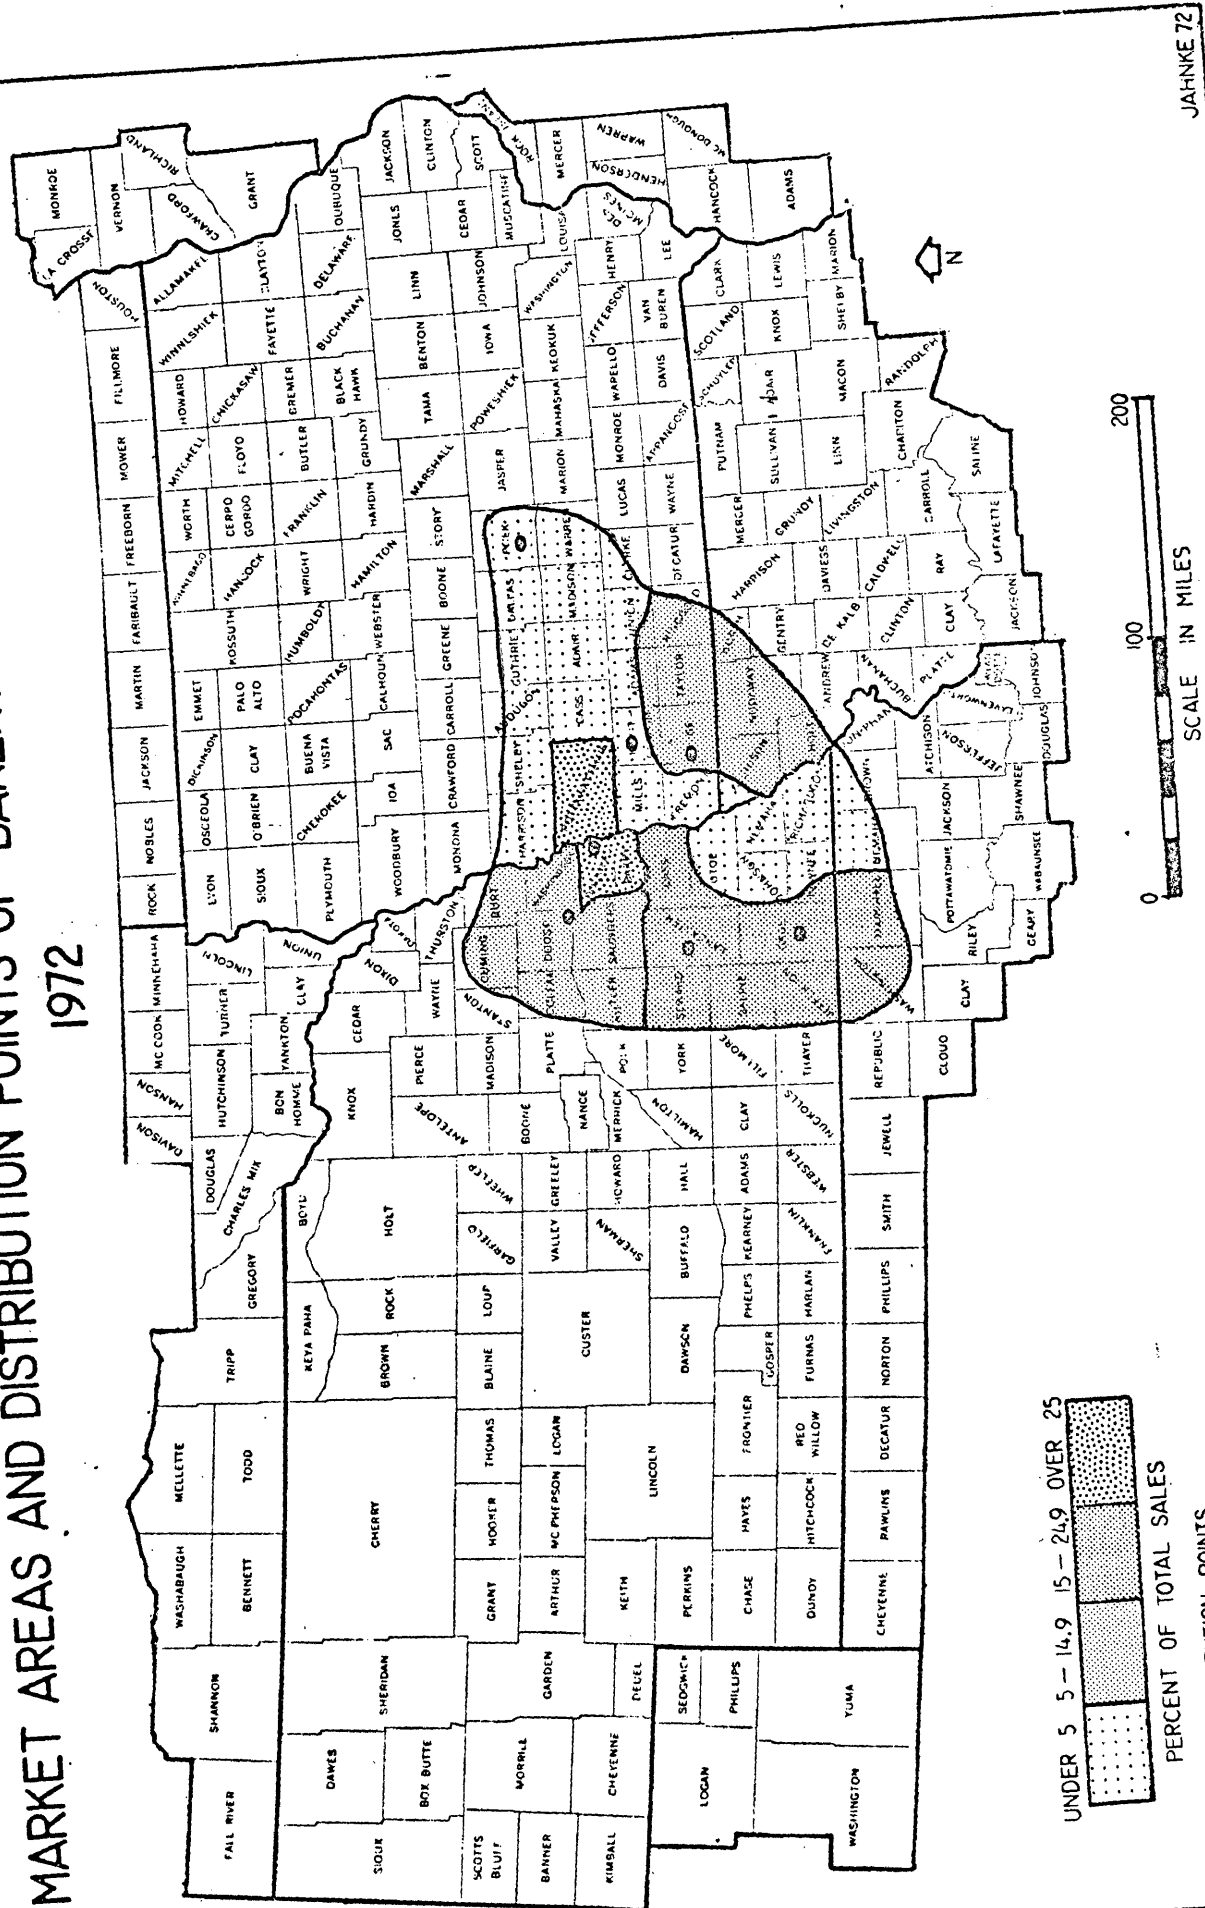 MARKET AREAS AND DISTRIBUTION POINTS OF
1972
FALL RIVER
SHANNON
WASHABAUGH
BENNETT
MELLETTE
TODD
TRIPP
GREGORY
CHARLES MIX
DOUGLAS
DAVISON
HANSON
HUTCHINSON
BON HOMME
MC COOK
MINNEHAHA
TURNER
LINCOLN
YANKTON
CLAY
UNION
ROCK
NOBLES
JACKSON
MARTIN
FARIBAULT
FREEBORN
MOWER
FILLMORE
HOUSTON
LA CROSSE
MONROE
VERNON
RICHLAND
CRAWFORD
GRANT
SIOUX
DAWES
BOX BUTTE
SHERIDAN
CHERRY
KEYA PAHA
BROWN
ROCK
BOYD
HOLT
KNOX
CEDAR
DIXON
DAKOTA
THURSTON
WAYNE
PIERCE
ANTELOPE
SCOTTS BLUFF
BANNER
KIMBALL
MORRILL
CHEYENNE
GARDEN
DEUEL
GRANT
ARTHUR
KEITH
PERKINS
HOOKER
MC PHERSON
THOMAS
LOGAN
LINCOLN
BLAINE
LOUP
CUSTER
GARFIELD
WHEELER
VALLEY
GREELEY
SHERMAN
HOWARD
BOONE
NANCE
MERRICK
MADISON
PLATTE
POLK
STANTON
CUMING
BURT
DODGE
BUTLER
YORK
HAMILTON
HALL
BUFFALO
DAWSON
CHASE
HAYES
FRONTIER
GOSPER
PHELPS
KEARNEY
ADAMS
CLAY
FILLMORE
SALINE
DUNDY
HITCHCOCK
RED WILLOW
FURNAS
HARLAN
FRANKLIN
WEBSTER
NUCKOLLS
THAYER
OTOE
JOHNSON
NEMAHA
LYON
OSCEOLA
DICKINSON
EMMET
KOSSUTH
WORTH
MITCHELL
HOWARD
WINNESHIEK
ALLAMAKEE
SIOUX
O'BRIEN
CLAY
PALO ALTO
HANCOCK
CERRO GORDO
FLOYD
CHICKASAW
FAYETTE
CLAYTON
PLYMOUTH
CHEROKEE
BUENA VISTA
POCAHONTAS
HUMBOLDT
WRIGHT
FRANKLIN
BUTLER
BREMER
BLACK HAWK
BUCHANAN
DELAWARE
DUBUQUE
WOODBURY
IDA
SAC
CALHOUN
WEBSTER
HAMILTON
HARDIN
GRUNDY
MONONA
CRAWFORD
CARROLL
GREENE
BOONE
STORY
MARSHALL
TAMA
BENTON
LINN
JONES
JACKSON
CLINTON
HARRISON
SHELBY
AUDUBON
GUTHRIE
DALLAS
POLK
JASPER
POWESHIEK
IOWA
JOHNSON
CEDAR
SCOTT
MUSCATINE
CASS
ADAIR
MADISON
WARREN
MARION
MAHASKA
KEOKUK
WASHINGTON
LOUISA
MILLS
UNION
LUCAS
MONROE
WAPELLO
JEFFERSON
HENRY
DES MOINES
TAYLOR
DECATUR
WAYNE
APPANOOSE
DAVIS
VAN BUREN
LEE
ROCK ISLAND
MERCER
WARREN
HENDERSON
MC DONOUGH
HANCOCK
ADAMS
NODAWAY
GENTRY
HARRISON
MERCER
PUTNAM
SCHUYLER
SCOTLAND
CLARK
SULLIVAN
ADAIR
KNOX
LEWIS
ANDREW
DE KALB
DAVIESS
GRUNDY
LIVINGSTON
LINN
MACON
SHELBY
MARION
BUCHANAN
CLINTON
CALDWELL
CARROLL
CHARITON
RANDOLPH
PLATTE
CLAY
RAY
LAFAYETTE
SALINE
JACKSON
SEDGWICK
PHILLIPS
LOGAN
YUMA
WASHINGTON
CHEYENNE
RAWLINS
DECATUR
NORTON
PHILLIPS
SMITH
JEWELL
REPUBLIC
CLOUD
WASHINGTON
CLAY
RILEY
GEARY
POTTAWATOMIE
WABAUNSEE
JACKSON
SHAWNEE
BROWN
ATCHISON
JEFFERSON
DOUGLAS
JOHNSON
N
0 100 200
SCALE IN MILES
UNDER 5 5–14.9 15–24.9 OVER 25
PERCENT OF TOTAL SALES
POINTS
JAHNKE 72